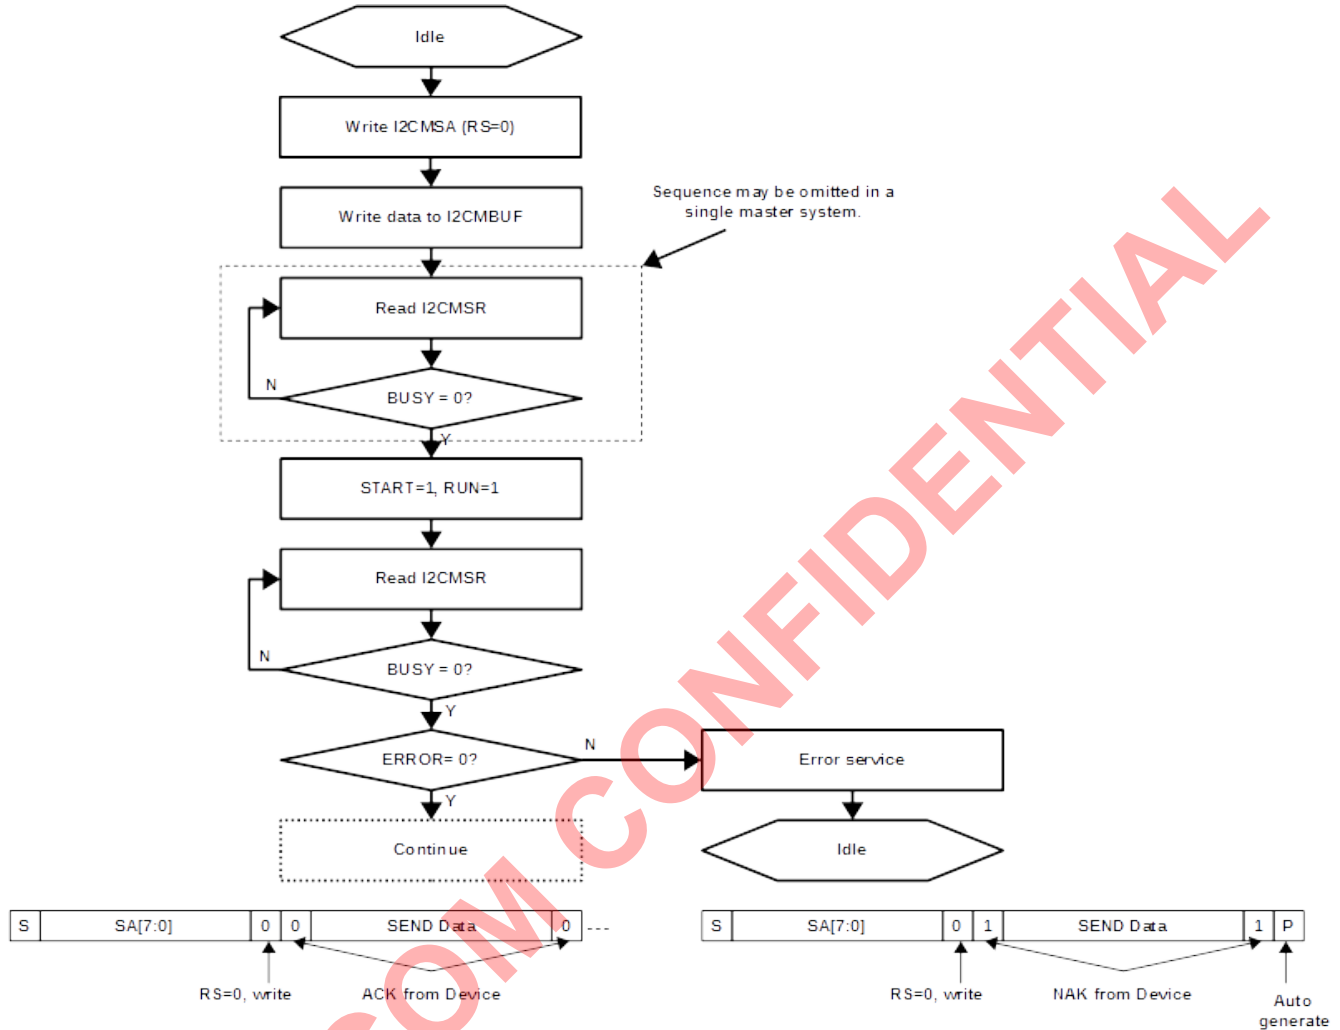 Idle
Write I2CMSA (RS=0)
Write data to I2CMBUF
Sequence may be omitted in a
single master system.
Read I2CMSR
N
BUSY = 0?
Y
START=1, RUN=1
Read I2CMSR
N
BUSY = 0?
Y
ERROR= 0?
N
Error service
Y
Continue
Idle
S SA[7:0] 0 0 SEND Data 0 ---
S SA[7:0] 0 1 SEND Data 1 P
RS=0, write
ACK from Device
RS=0, write
NAK from Device
Auto
generate
COM CONFIDENTIAL